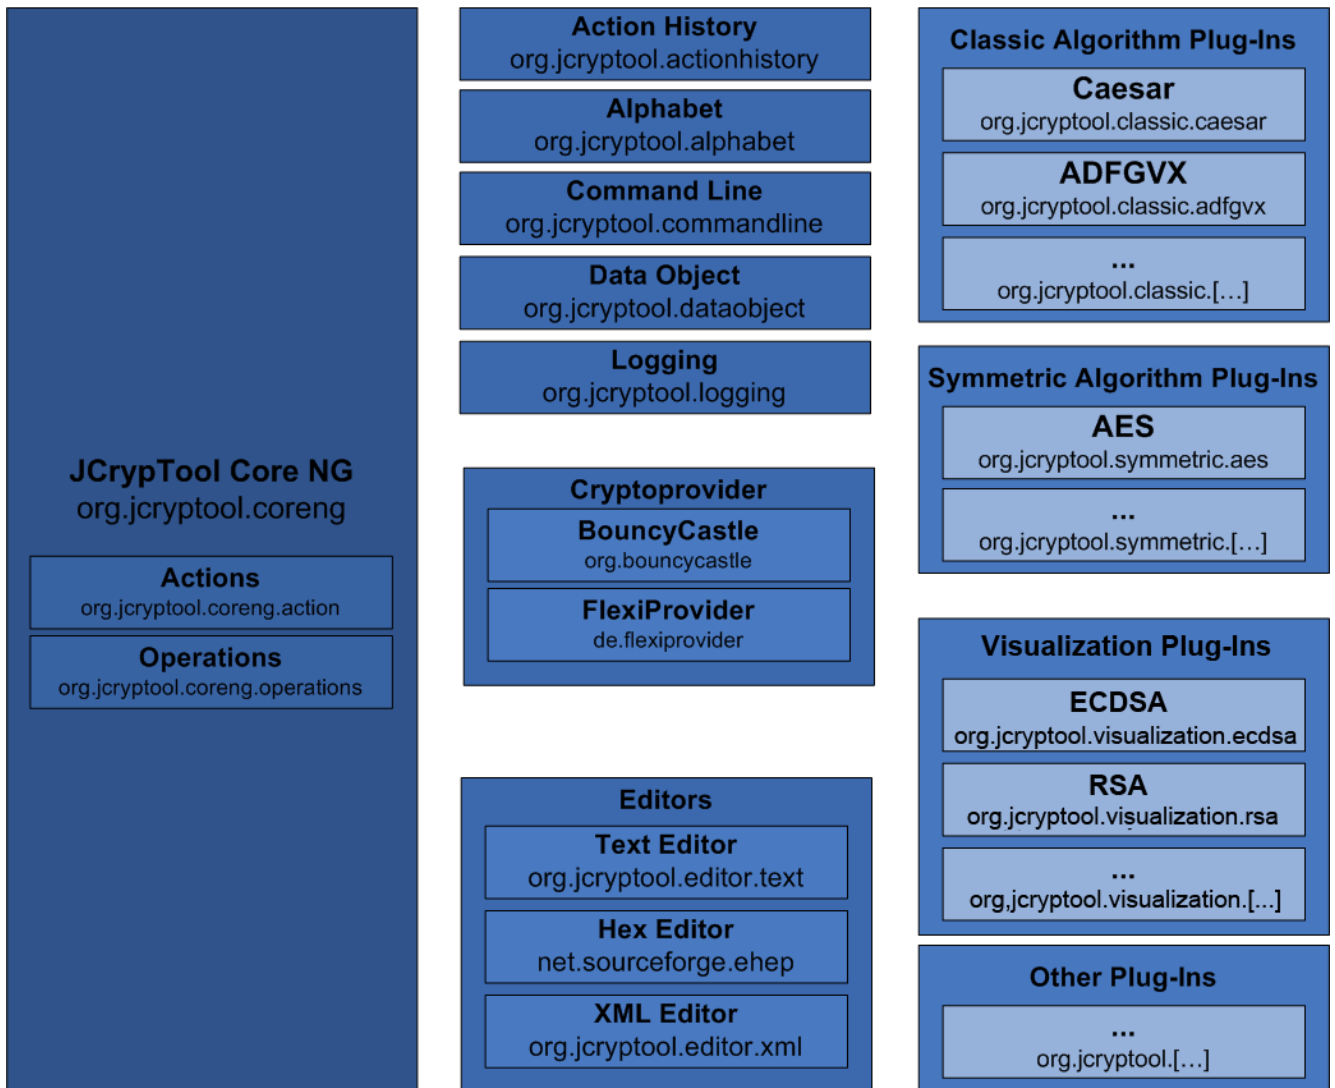 JCrypTool Core NG
org.jcryptool.coreng
Actions
org.jcryptool.coreng.action
Operations
org.jcryptool.coreng.operations
Action History
org.jcryptool.actionhistory
Alphabet
org.jcryptool.alphabet
Command Line
org.jcryptool.commandline
Data Object
org.jcryptool.dataobject
Logging
org.jcryptool.logging
Cryptoprovider
BouncyCastle
org.bouncycastle
FlexiProvider
de.flexiprovider
Editors
Text Editor
org.jcryptool.editor.text
Hex Editor
net.sourceforge.ehep
XML Editor
org.jcryptool.editor.xml
Classic Algorithm Plug-Ins
Caesar
org.jcryptool.classic.caesar
ADFGVX
org.jcryptool.classic.adfgvx
...
org.jcryptool.classic.[...]
Symmetric Algorithm Plug-Ins
AES
org.jcryptool.symmetric.aes
...
org.jcryptool.symmetric.[...]
Visualization Plug-Ins
ECDSA
org.jcryptool.visualization.ecdsa
RSA
org.jcryptool.visualization.rsa
...
org,jcryptool.visualization.[...]
Other Plug-Ins
...
org.jcryptool.[...]